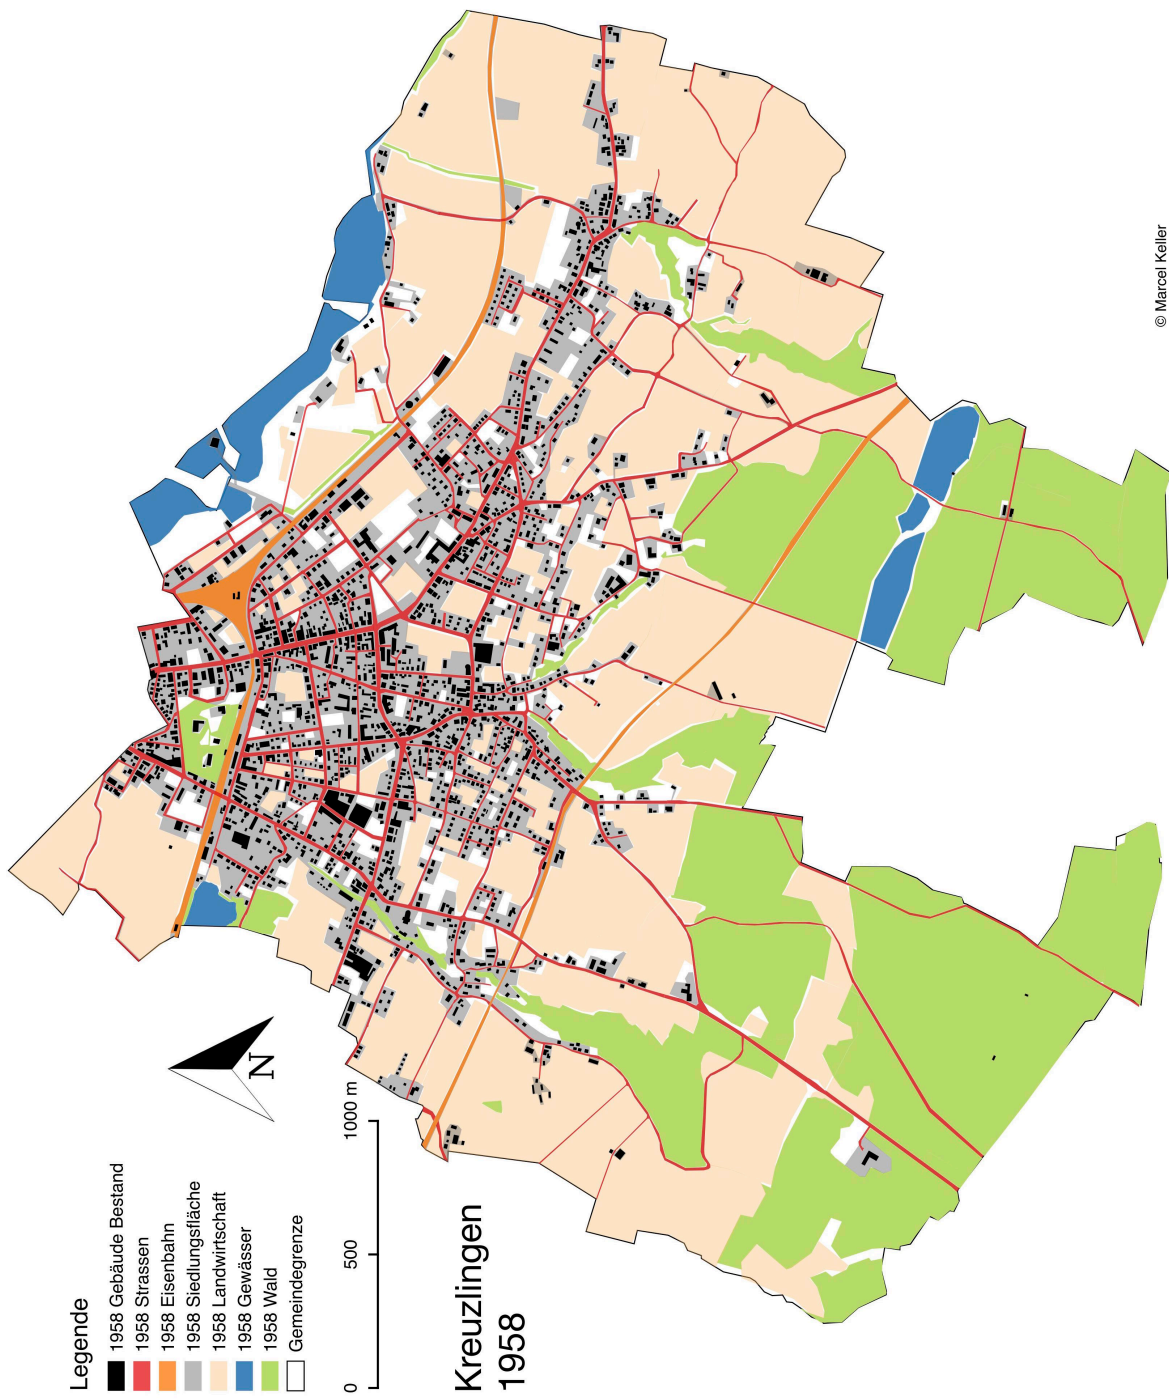 Legende
1958 Gebäude Bestand
1958 Strassen
1958 Eisenbahn
1958 Siedlungsfläche
1958 Landwirtschaft
1958 Gewässer
1958 Wald
Gemeindegrenze
N
0 500 1000 m
Kreuzlingen
1958
© Marcel Keller